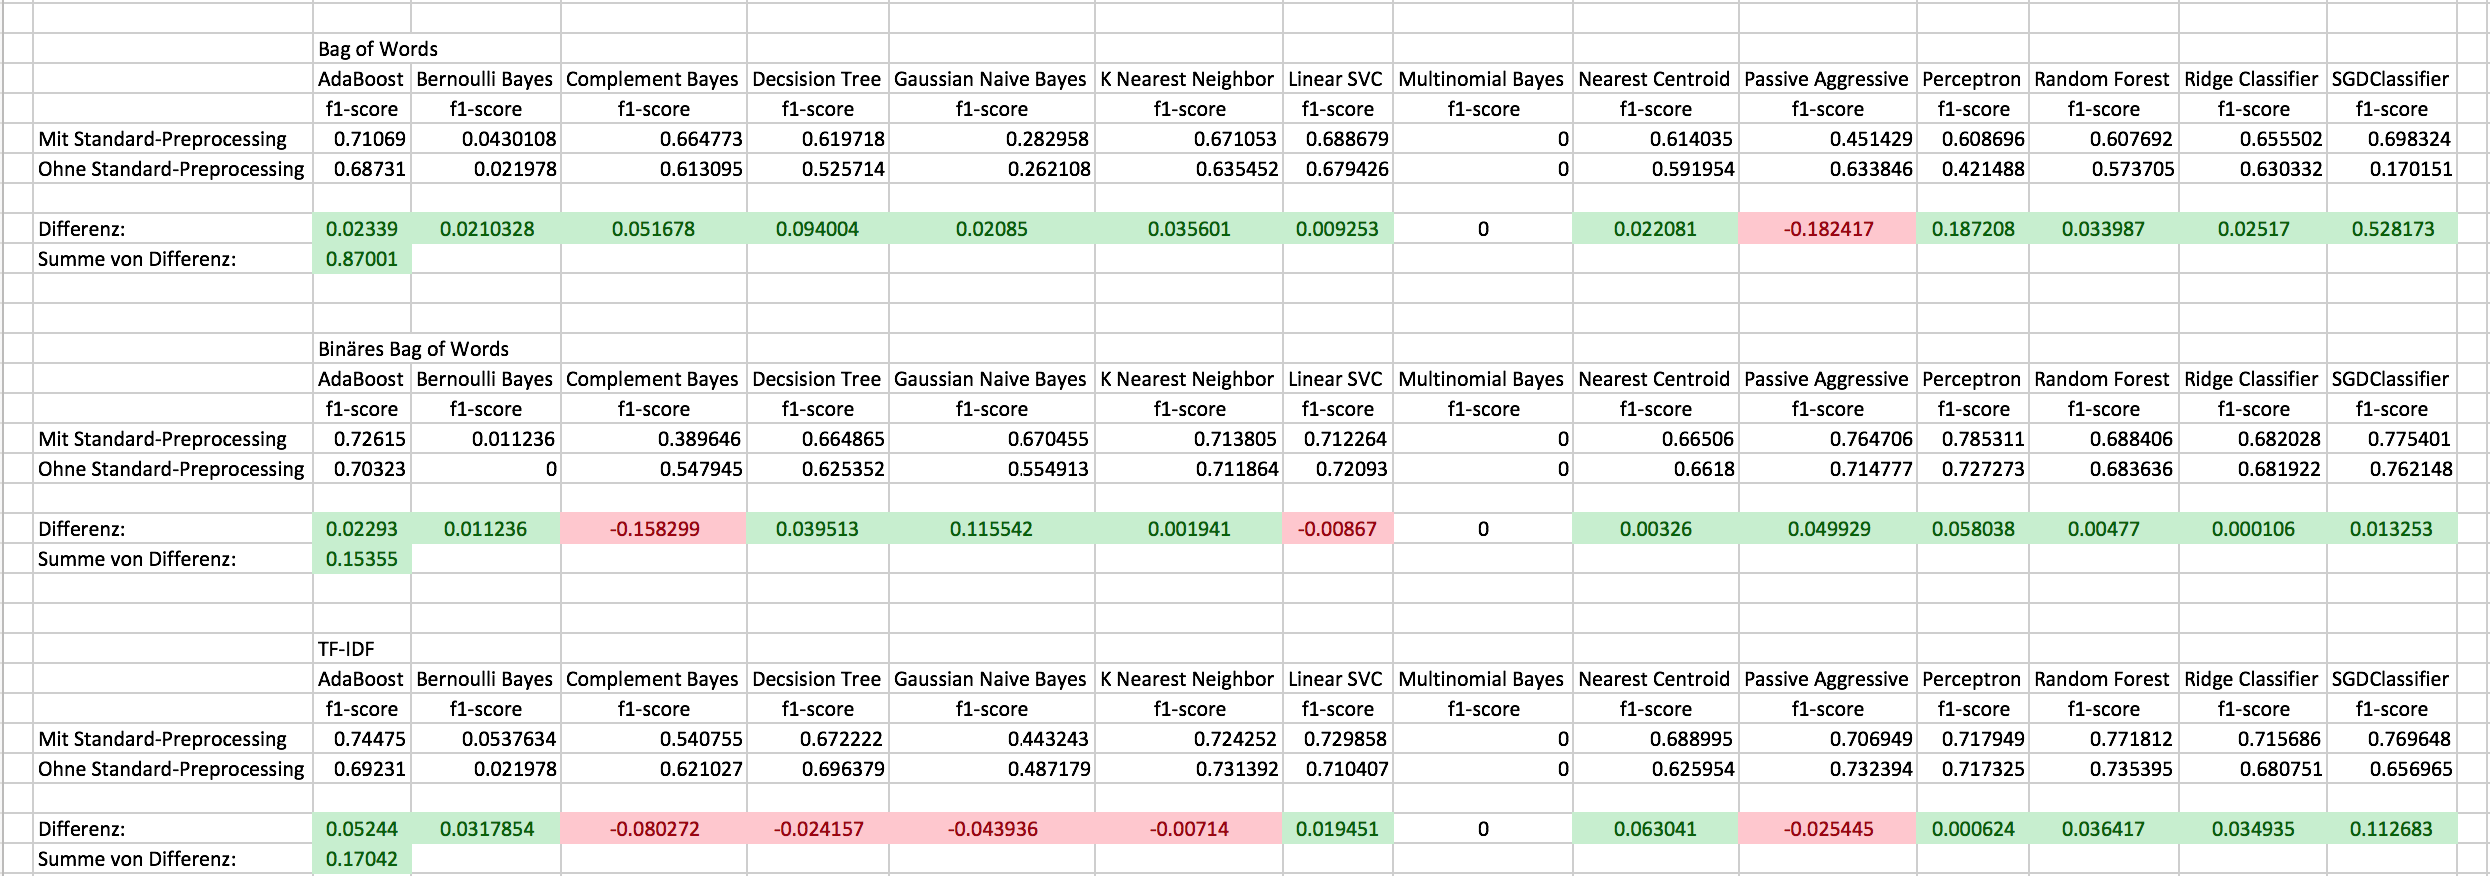 Bag of Words
AdaBoost Bernoulli Bayes Complement Bayes Decsision Tree Gaussian Naive Bayes K Nearest Neighbor Linear SVC Multinomial Bayes Nearest Centroid Passive Aggressive Perceptron Random Forest Ridge Classifier SGDClassifier
f1-score f1-score f1-score f1-score f1-score f1-score f1-score f1-score f1-score f1-score f1-score f1-score f1-score f1-score
Mit Standard-Preprocessing 0.71069 0.0430108 0.664773 0.619718 0.282958 0.671053 0.688679 0 0.614035 0.451429 0.608696 0.607692 0.655502 0.698324
Ohne Standard-Preprocessing 0.68731 0.021978 0.613095 0.525714 0.262108 0.635452 0.679426 0 0.591954 0.633846 0.421488 0.573705 0.630332 0.170151
Differenz: 0.02339 0.0210328 0.051678 0.094004 0.02085 0.035601 0.009253 0 0.022081 -0.182417 0.187208 0.033987 0.02517 0.528173
Summe von Differenz: 0.87001
Binäres Bag of Words
AdaBoost Bernoulli Bayes Complement Bayes Decsision Tree Gaussian Naive Bayes K Nearest Neighbor Linear SVC Multinomial Bayes Nearest Centroid Passive Aggressive Perceptron Random Forest Ridge Classifier SGDClassifier
f1-score f1-score f1-score f1-score f1-score f1-score f1-score f1-score f1-score f1-score f1-score f1-score f1-score f1-score
Mit Standard-Preprocessing 0.72615 0.011236 0.389646 0.664865 0.670455 0.713805 0.712264 0 0.66506 0.764706 0.785311 0.688406 0.682028 0.775401
Ohne Standard-Preprocessing 0.70323 0 0.547945 0.625352 0.554913 0.711864 0.72093 0 0.6618 0.714777 0.727273 0.683636 0.681922 0.762148
Differenz: 0.02293 0.011236 -0.158299 0.039513 0.115542 0.001941 -0.00867 0 0.00326 0.049929 0.058038 0.00477 0.000106 0.013253
Summe von Differenz: 0.15355
TF-IDF
AdaBoost Bernoulli Bayes Complement Bayes Decsision Tree Gaussian Naive Bayes K Nearest Neighbor Linear SVC Multinomial Bayes Nearest Centroid Passive Aggressive Perceptron Random Forest Ridge Classifier SGDClassifier
f1-score f1-score f1-score f1-score f1-score f1-score f1-score f1-score f1-score f1-score f1-score f1-score f1-score f1-score
Mit Standard-Preprocessing 0.74475 0.0537634 0.540755 0.672222 0.443243 0.724252 0.729858 0 0.688995 0.706949 0.717949 0.771812 0.715686 0.769648
Ohne Standard-Preprocessing 0.69231 0.021978 0.621027 0.696379 0.487179 0.731392 0.710407 0 0.625954 0.732394 0.717325 0.735395 0.680751 0.656965
Differenz: 0.05244 0.0317854 -0.080272 -0.024157 -0.043936 -0.00714 0.019451 0 0.063041 -0.025445 0.000624 0.036417 0.034935 0.112683
Summe von Differenz: 0.17042